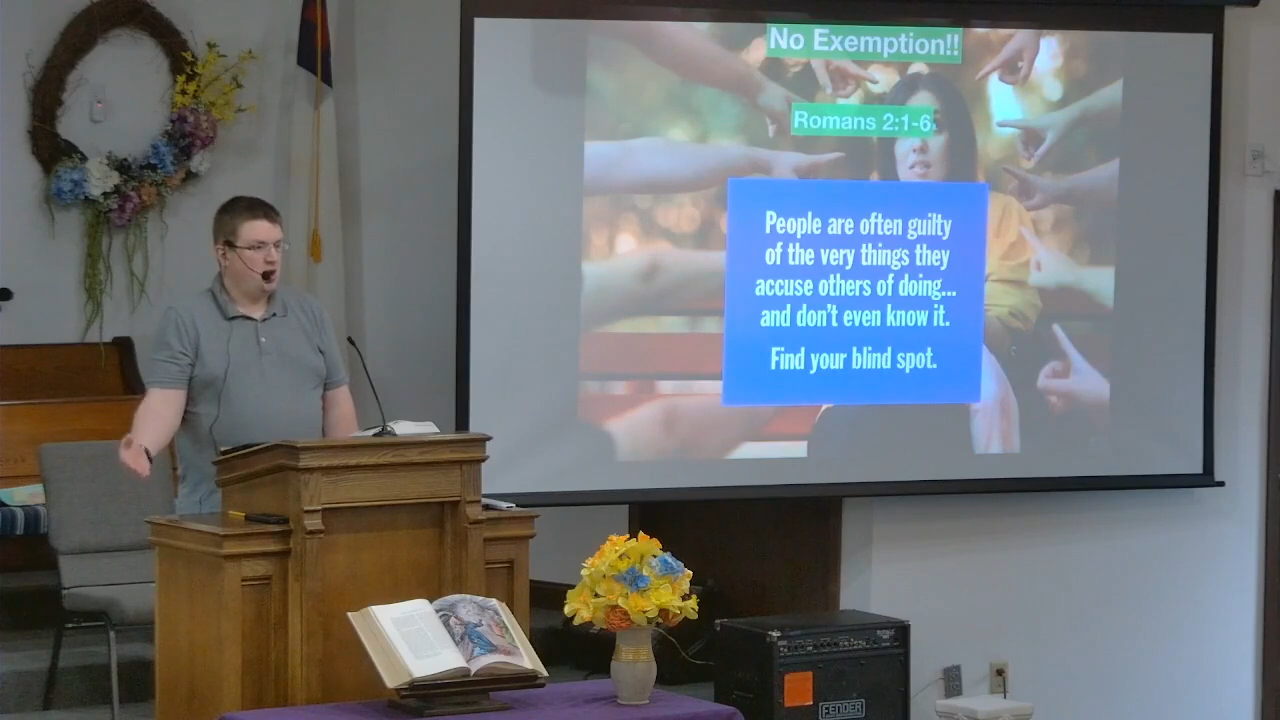 No Exemption!!
Romans 2:1-6
People are often guilty
of the very things they
accuse others of doing...
and don't even know it.
Find your blind spot.
FENDER